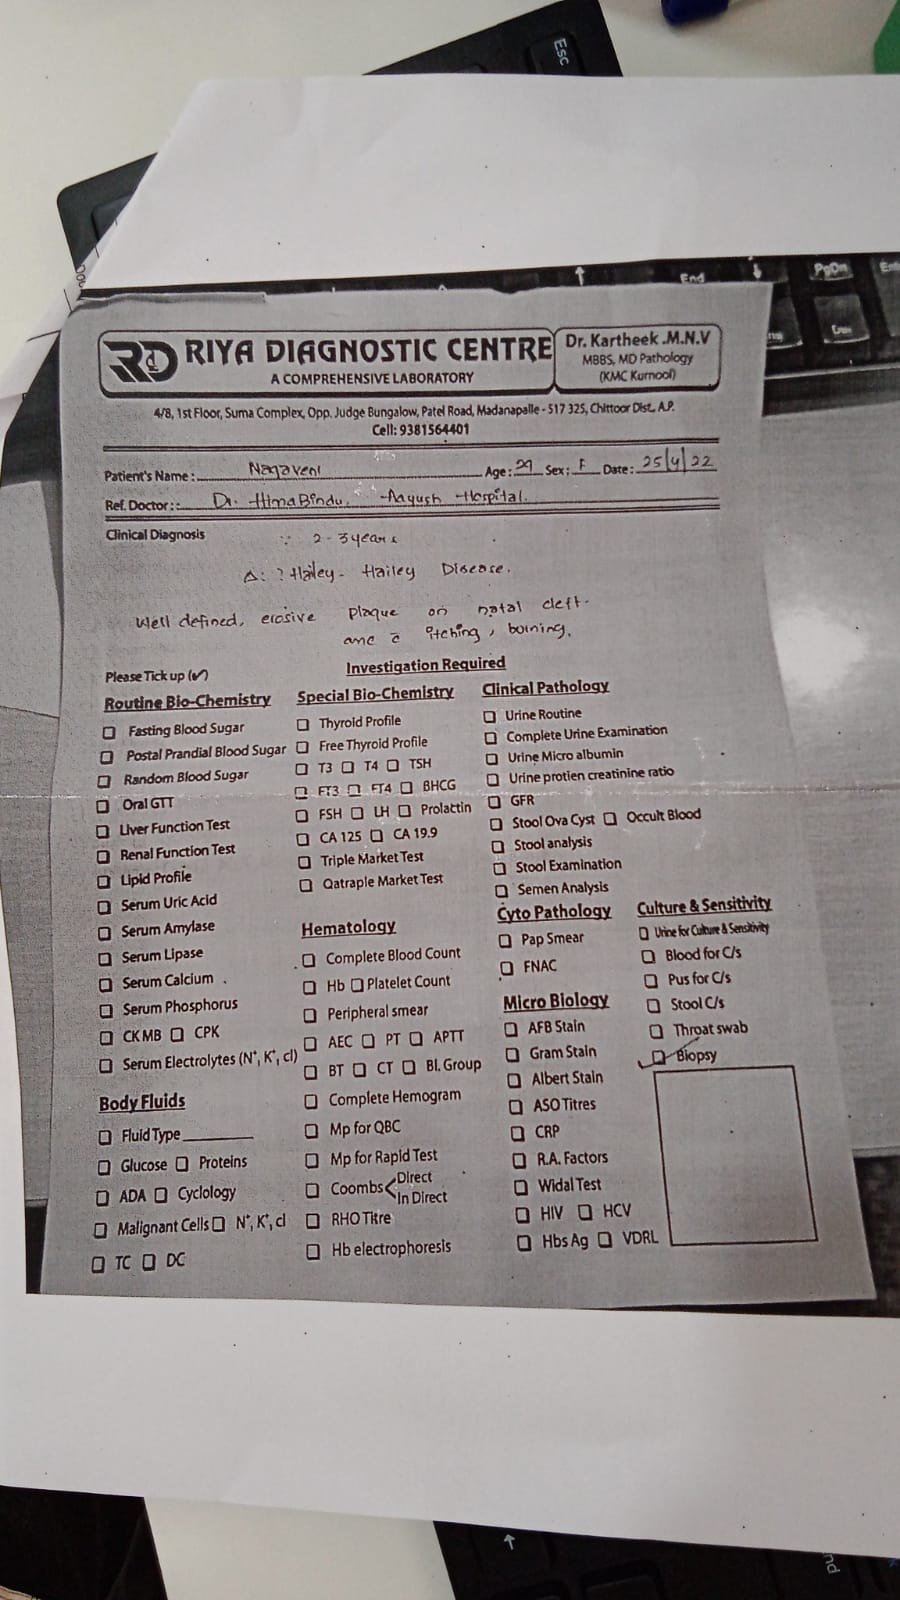 Esc
End
PgDn
RD RIYA DIAGNOSTIC CENTRE
A COMPREHENSIVE LABORATORY
Dr. Kartheek .M.N.V
MBBS, MD Pathology
(KMC Kurnool)
4/8, 1st Floor, Suma Complex, Opp. Judge Bungalow, Patel Road, Madanapalle - 517 325, Chittoor Dist., A.P.
Cell: 9381564401
Patient's Name : Nagaveni Age : 29 Sex : F Date : 25/4/22
Ref. Doctor : : Dr. HimaBindu, Aayush Hospital.
Clinical Diagnosis 2-3 years
Δ: ? Hailey - Hailey Disease.
Well defined, erosive plaque on natal cleft.
and c̄ itching, burning.
Please Tick up (✓)
Investigation Required
Routine Bio-Chemistry
Fasting Blood Sugar
Postal Prandial Blood Sugar
Random Blood Sugar
Oral GTT
Liver Function Test
Renal Function Test
Lipid Profile
Serum Uric Acid
Serum Amylase
Serum Lipase
Serum Calcium
Serum Phosphorus
CK MB CPK
Serum Electrolytes (N⁺, K⁺, cl)
Body Fluids
Fluid Type
Glucose Proteins
ADA Cyclology
Malignant Cells N⁺, K⁺, cl
TC DC
Special Bio-Chemistry
Thyroid Profile
Free Thyroid Profile
T3 T4 TSH
FT3 FT4 BHCG
FSH LH Prolactin
CA 125 CA 19.9
Triple Market Test
Qatraple Market Test
Hematology
Complete Blood Count
Hb Platelet Count
Peripheral smear
AEC PT APTT
BT CT Bl. Group
Complete Hemogram
Mp for QBC
Mp for Rapid Test
Coombs < Direct
In Direct
RHO Titre
Hb electrophoresis
Clinical Pathology
Urine Routine
Complete Urine Examination
Urine Micro albumin
Urine protien creatinine ratio
GFR
Stool Ova Cyst Occult Blood
Stool analysis
Stool Examination
Semen Analysis
Cyto Pathology
Pap Smear
FNAC
Micro Biology
AFB Stain
Gram Stain
Albert Stain
ASO Titres
CRP
R.A. Factors
Widal Test
HIV HCV
Hbs Ag VDRL
Culture & Sensitivity
Urine for Culture & Sensitivity
Blood for C/s
Pus for C/s
Stool C/s
Throat swab
✓ Biopsy